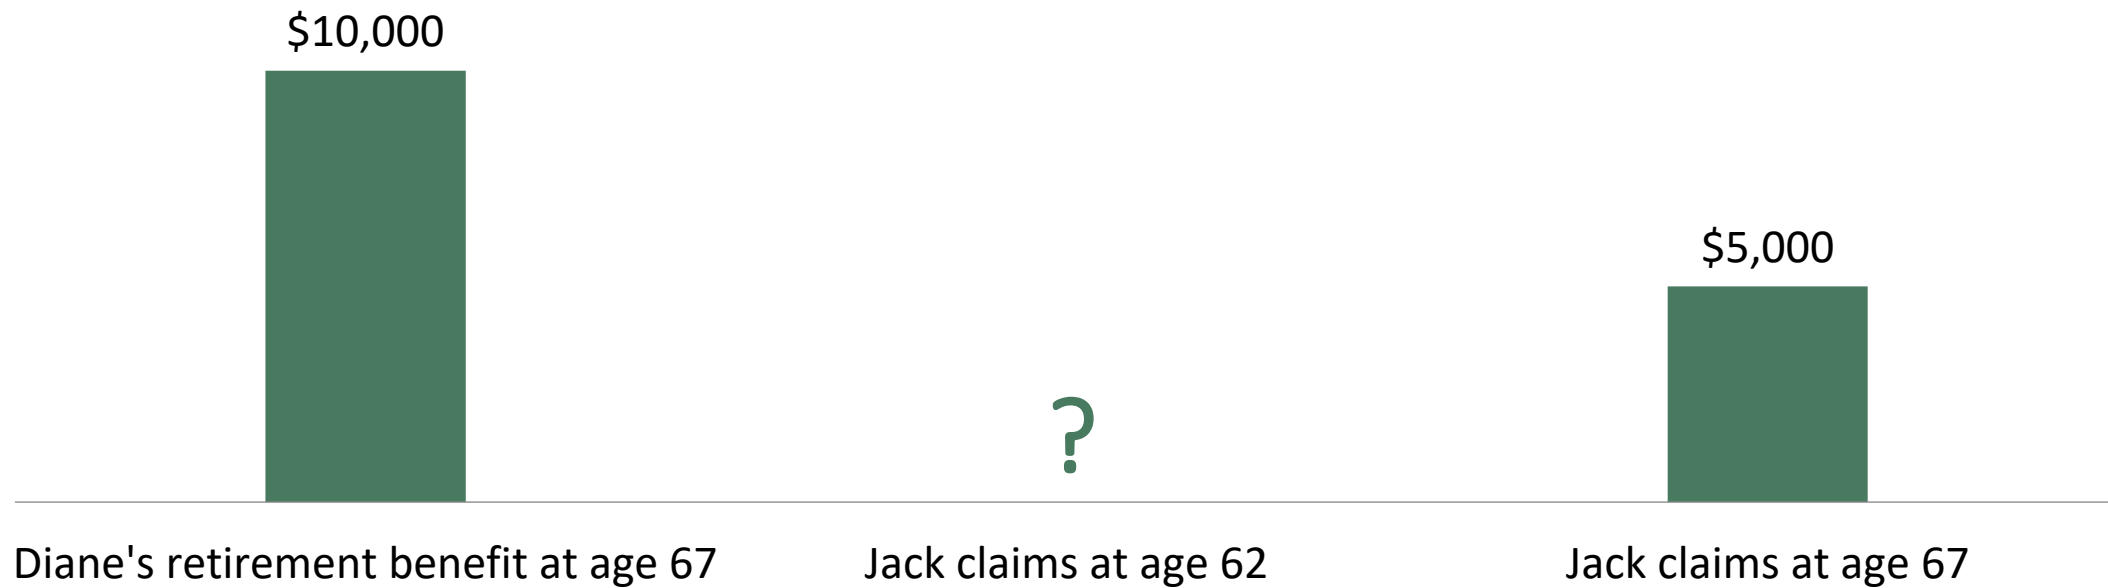 $10,000
$5,000
?
Diane's retirement benefit at age 67
Jack claims at age 62
Jack claims at age 67